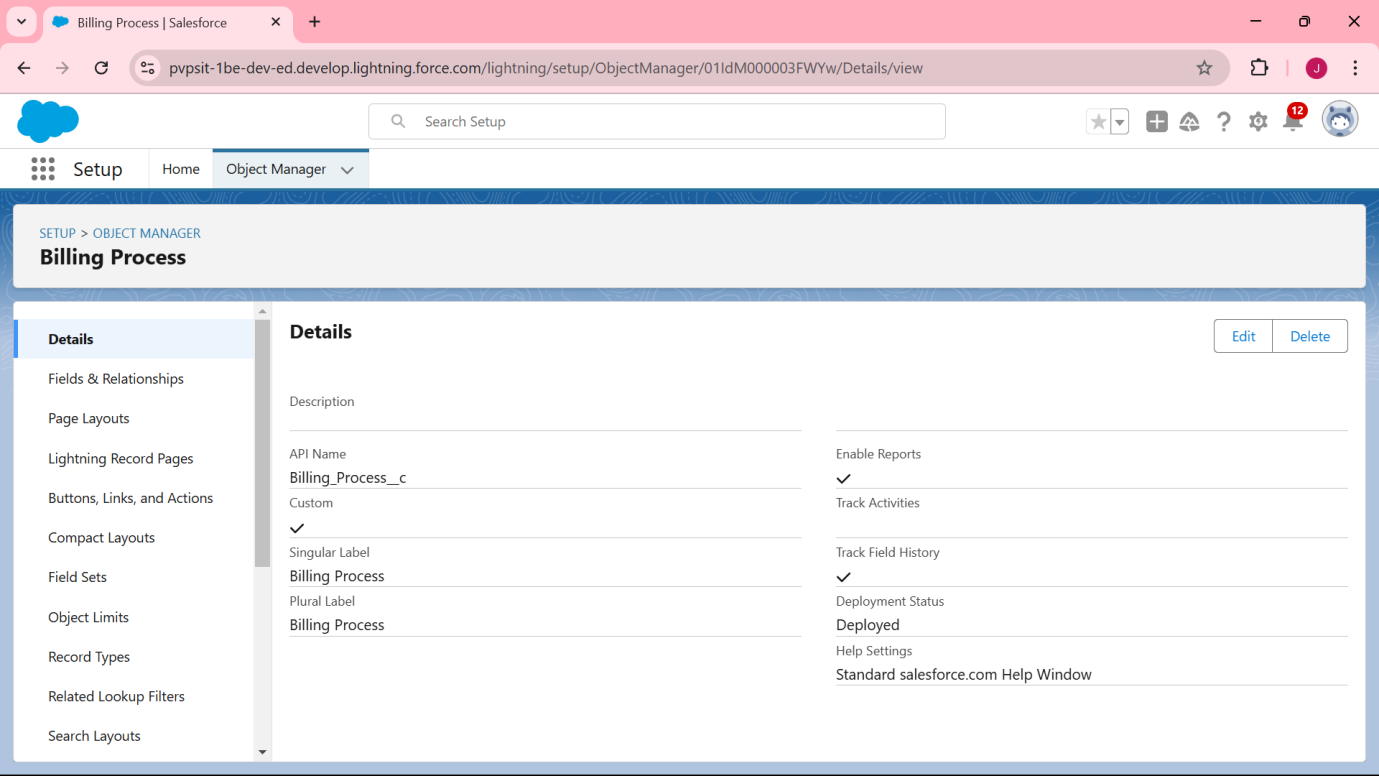 Billing Process | Salesforce
pvpsit-1be-dev-ed.develop.lightning.force.com/lightning/setup/ObjectManager/01IdM000003FWYw/Details/view
J
Search Setup
12
Setup
Home
Object Manager
SETUP > OBJECT MANAGER
Billing Process
Details
Fields & Relationships
Page Layouts
Lightning Record Pages
Buttons, Links, and Actions
Compact Layouts
Field Sets
Object Limits
Record Types
Related Lookup Filters
Search Layouts
Details
Edit
Delete
Description
API Name
Billing_Process__c
Custom
Singular Label
Billing Process
Plural Label
Billing Process
Enable Reports
Track Activities
Track Field History
Deployment Status
Deployed
Help Settings
Standard salesforce.com Help Window